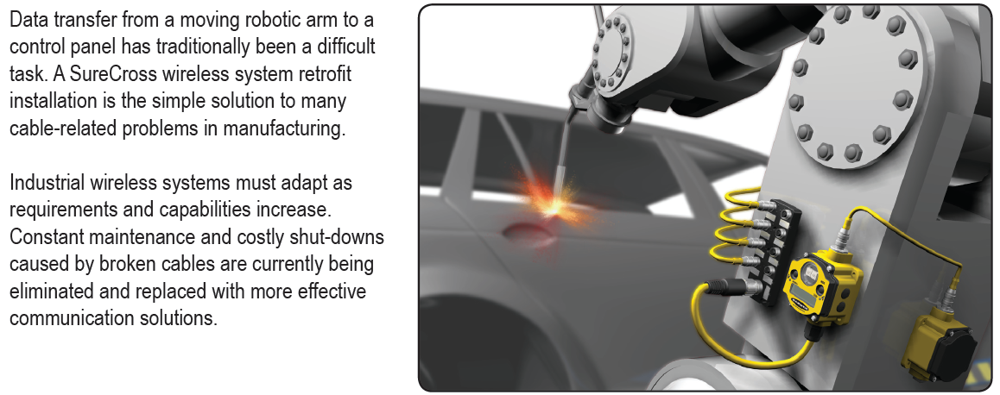 Data transfer from a moving robotic arm to a
control panel has traditionally been a difficult
task. A SureCross wireless system retrofit
installation is the simple solution to many
cable-related problems in manufacturing.
Industrial wireless systems must adapt as
requirements and capabilities increase.
Constant maintenance and costly shut-downs
caused by broken cables are currently being
eliminated and replaced with more effective
communication solutions.